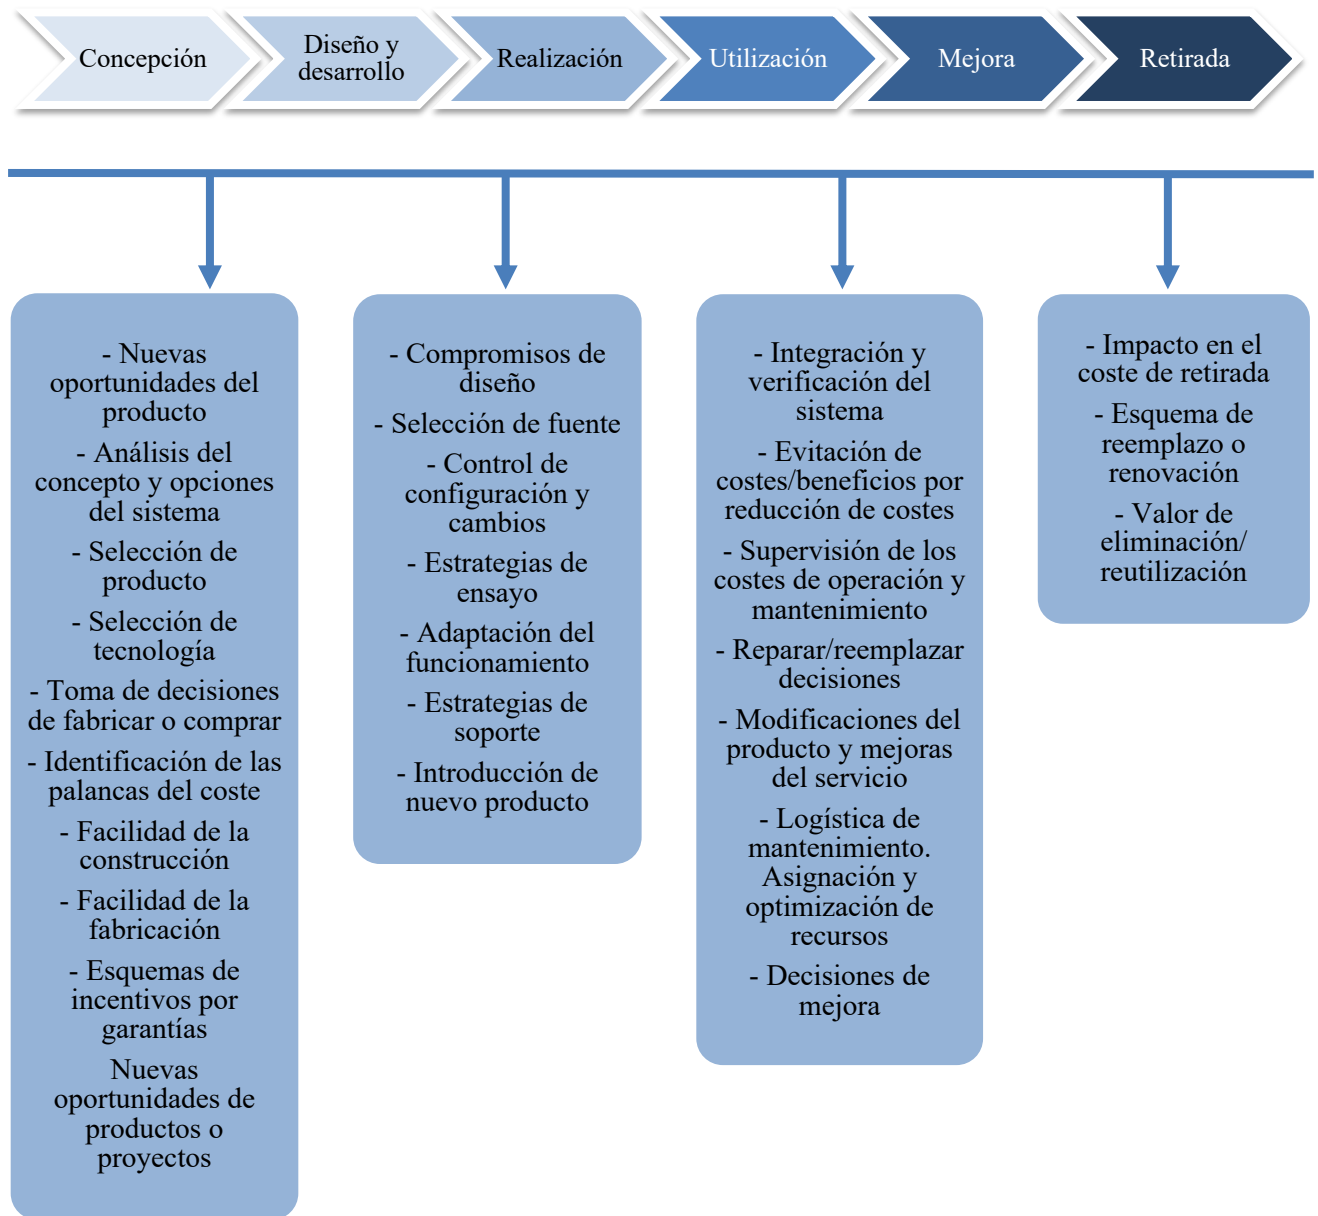 Concepción
Diseño y
desarrollo
Realización
Utilización
Mejora
Retirada
- Nuevas
oportunidades del
producto
- Análisis del
concepto y opciones
del sistema
- Selección de
producto
- Selección de
tecnología
- Toma de decisiones
de fabricar o comprar
- Identificación de las
palancas del coste
- Facilidad de la
construcción
- Facilidad de la
fabricación
- Esquemas de
incentivos por
garantías
Nuevas
oportunidades de
productos o
proyectos
- Compromisos de
diseño
- Selección de fuente
- Control de
configuración y
cambios
- Estrategias de
ensayo
- Adaptación del
funcionamiento
- Estrategias de
soporte
- Introducción de
nuevo producto
- Integración y
verificación del
sistema
- Evitación de
costes/beneficios por
reducción de costes
- Supervisión de los
costes de operación y
mantenimiento
- Reparar/reemplazar
decisiones
- Modificaciones del
producto y mejoras
del servicio
- Logística de
mantenimiento.
Asignación y
optimización de
recursos
- Decisiones de
mejora
- Impacto en el
coste de retirada
- Esquema de
reemplazo o
renovación
- Valor de
eliminación/
reutilización